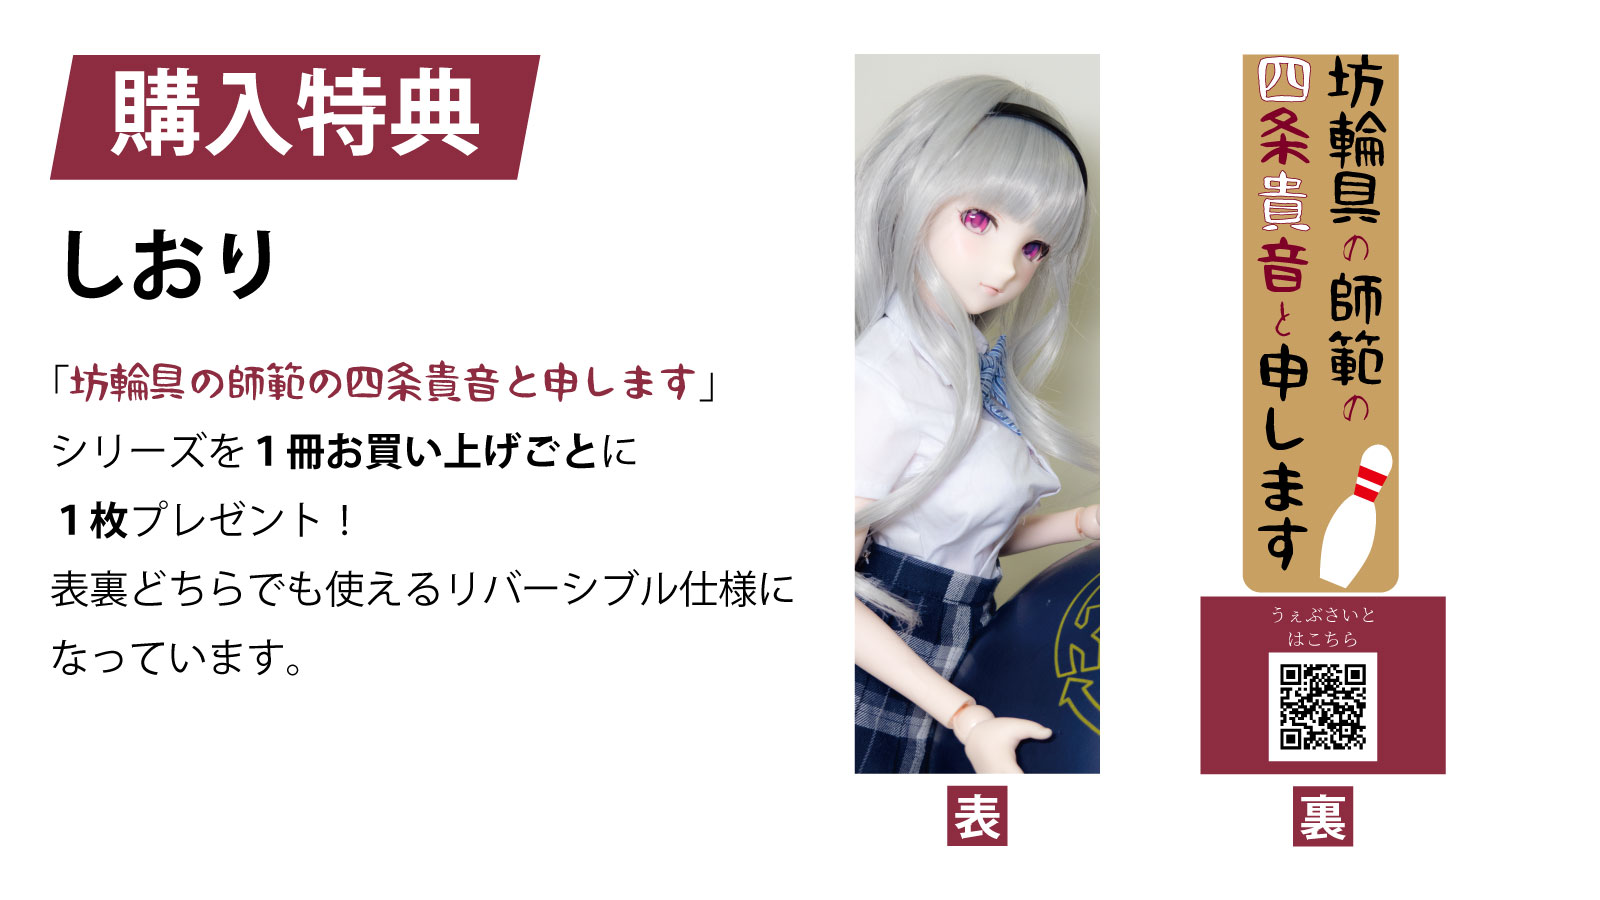 購入特典
しおり
「坊輪具の師範の四条貴音と申します」
シリーズを１冊お買い上げごとに
１枚プレゼント！
表裏どちらでも使えるリバーシブル仕様に
なっています。
表
坊輪具の師範の
四条貴音と申します
うぇぶさいと
はこちら
裏